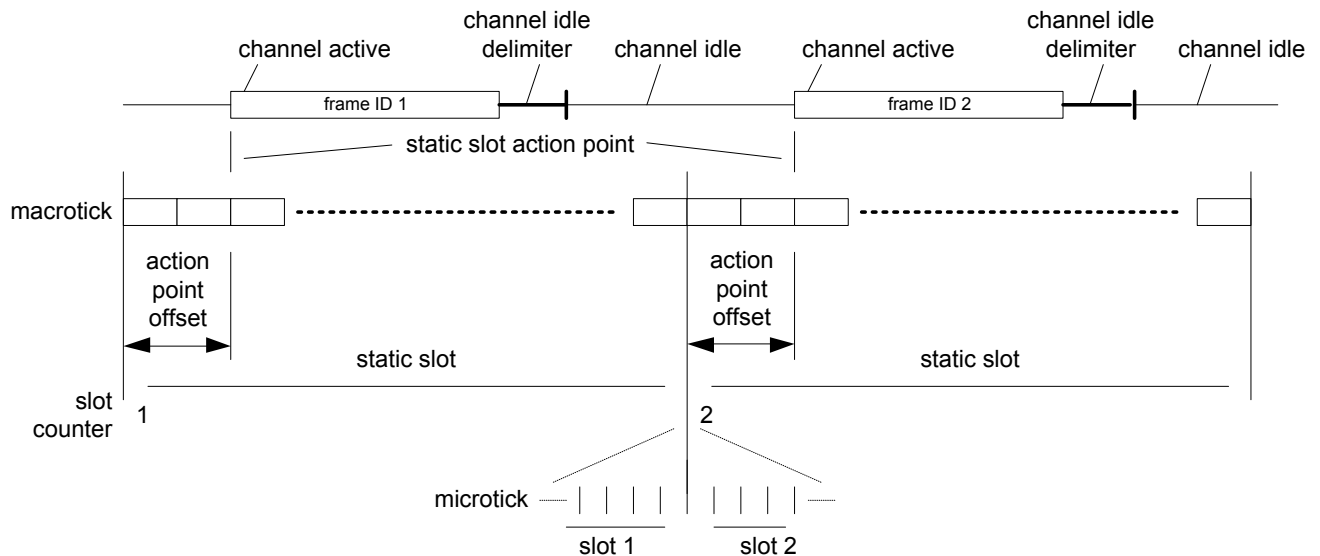 channel active
channel idle
delimiter
channel idle
channel active
channel idle
delimiter
channel idle
frame ID 1
frame ID 2
static slot action point
macrotick
action
point
offset
action
point
offset
static slot
static slot
slot
counter
1
2
microtick
slot 1
slot 2